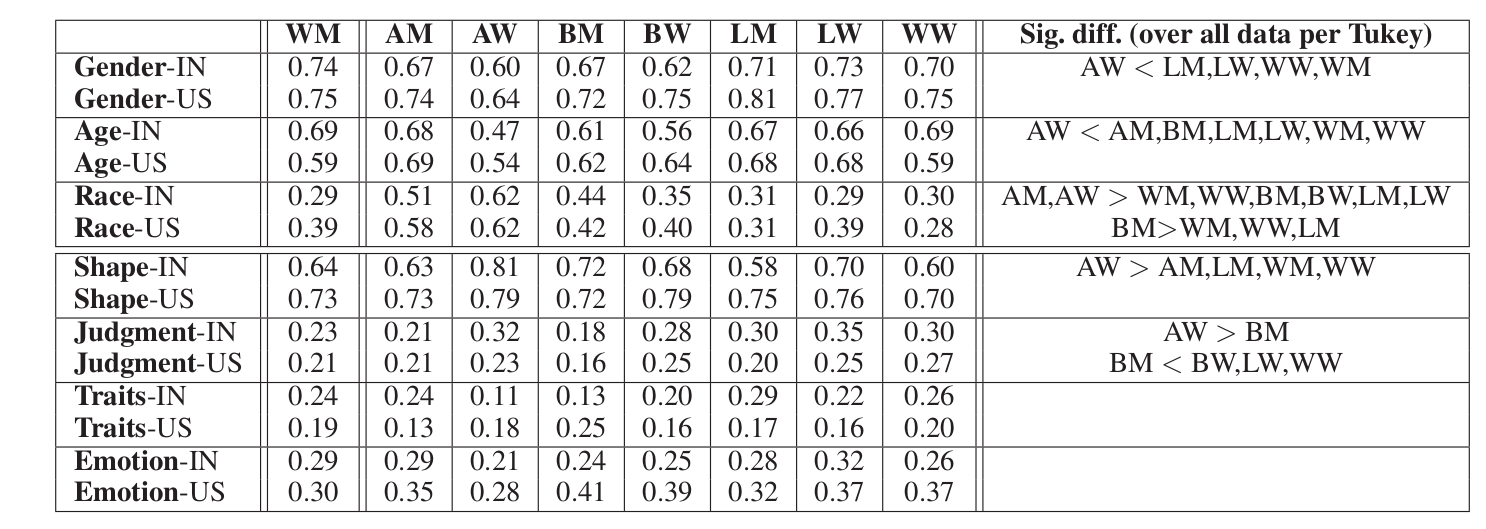 WM AM AW BM BW LM LW WW Sig. diff. (over all data per Tukey)
Gender-IN 0.74 0.67 0.60 0.67 0.62 0.71 0.73 0.70 AW < LM,LW,WW,WM
Gender-US 0.75 0.74 0.64 0.72 0.75 0.81 0.77 0.75
Age-IN 0.69 0.68 0.47 0.61 0.56 0.67 0.66 0.69 AW < AM,BM,LM,LW,WM,WW
Age-US 0.59 0.69 0.54 0.62 0.64 0.68 0.68 0.59
Race-IN 0.29 0.51 0.62 0.44 0.35 0.31 0.29 0.30 AM,AW > WM,WW,BM,BW,LM,LW
Race-US 0.39 0.58 0.62 0.42 0.40 0.31 0.39 0.28 BM>WM,WW,LM
Shape-IN 0.64 0.63 0.81 0.72 0.68 0.58 0.70 0.60 AW > AM,LM,WM,WW
Shape-US 0.73 0.73 0.79 0.72 0.79 0.75 0.76 0.70
Judgment-IN 0.23 0.21 0.32 0.18 0.28 0.30 0.35 0.30 AW > BM
Judgment-US 0.21 0.21 0.23 0.16 0.25 0.20 0.25 0.27 BM < BW,LW,WW
Traits-IN 0.24 0.24 0.11 0.13 0.20 0.29 0.22 0.26
Traits-US 0.19 0.13 0.18 0.25 0.16 0.17 0.16 0.20
Emotion-IN 0.29 0.29 0.21 0.24 0.25 0.28 0.32 0.26
Emotion-US 0.30 0.35 0.28 0.41 0.39 0.32 0.37 0.37